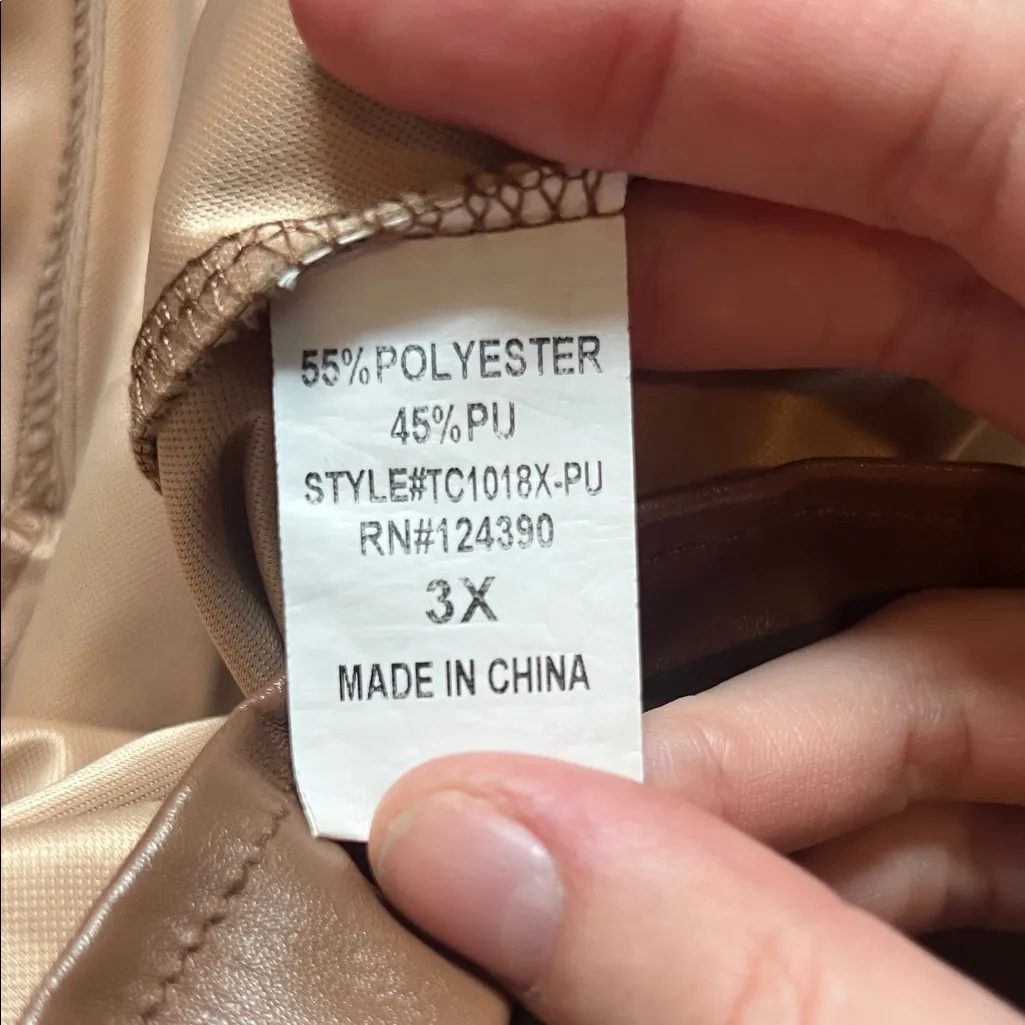 55%POLYESTER
45%PU
STYLE#TC1018X-PU
RN#124390
3X
MADE IN CHINA